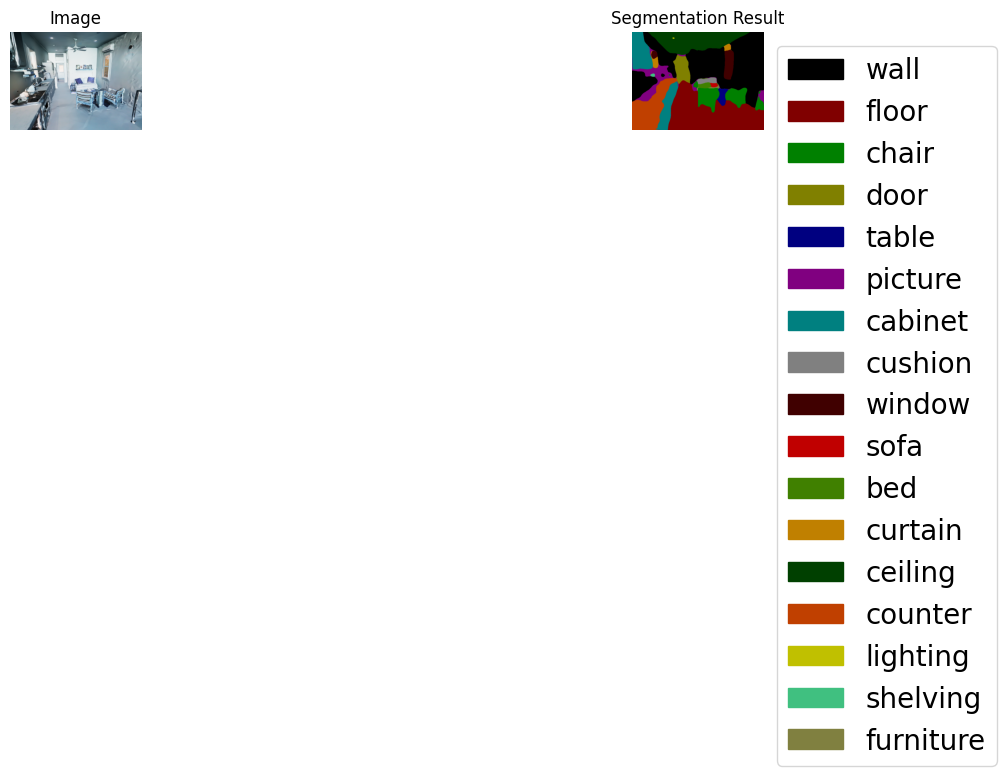 Image
Segmentation Result
wall
floor
chair
door
table
picture
cabinet
cushion
window
sofa
bed
curtain
ceiling
counter
lighting
shelving
furniture